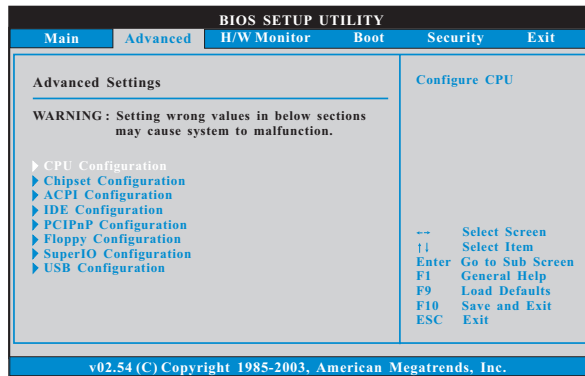 BIOS SETUP UTILITY
Main Advanced H/W Monitor Boot Security Exit
Advanced Settings
WARNING : Setting wrong values in below sections
may cause system to malfunction.
CPU Configuration
Chipset Configuration
ACPI Configuration
IDE Configuration
PCIPnP Configuration
Floppy Configuration
SuperIO Configuration
USB Configuration
Configure CPU
←→ Select Screen
↑↓ Select Item
Enter Go to Sub Screen
F1 General Help
F9 Load Defaults
F10 Save and Exit
ESC Exit
v02.54 (C) Copyright 1985-2003, American Megatrends, Inc.